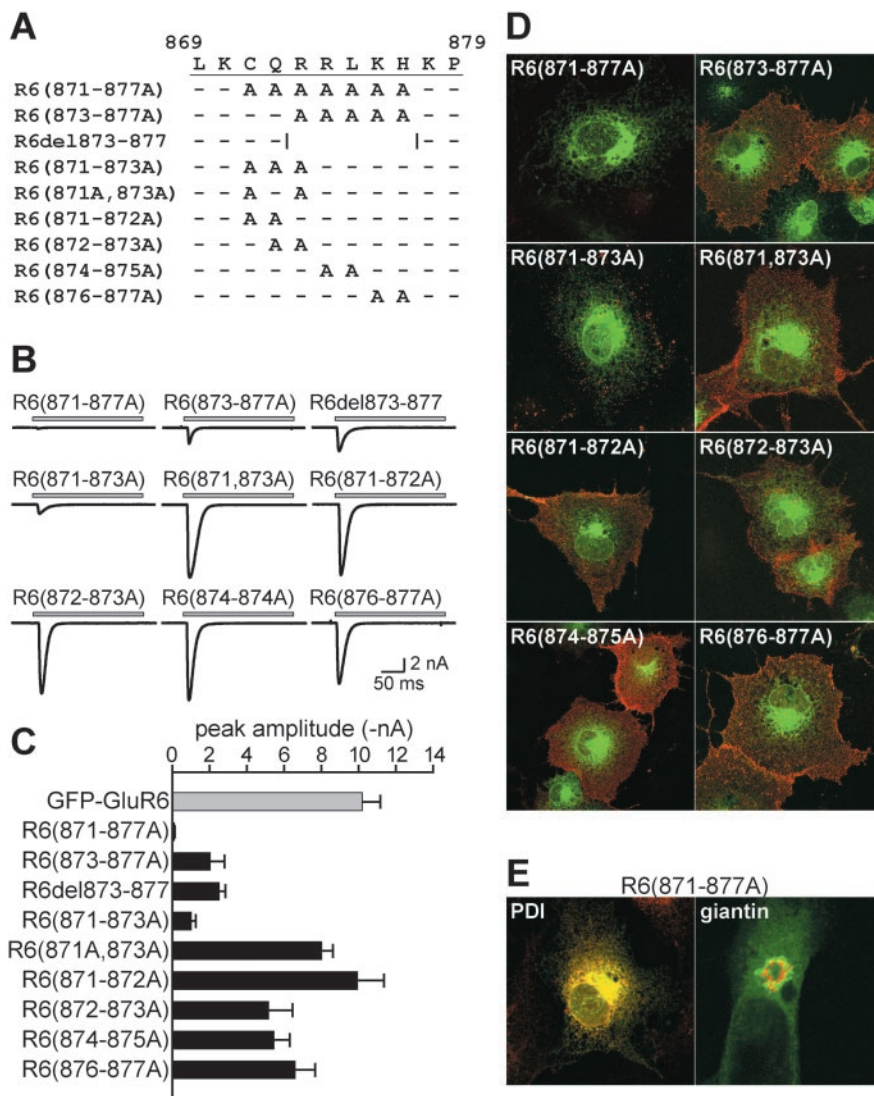 A
869 879
L K C Q R R L K H K P
R6(871-877A) - - A A A A A A A - -
R6(873-877A) - - - - A A A A A - -
R6del873-877 - - - - | | - -
R6(871-873A) - - A A A - - - - - -
R6(871A,873A) - - A - A - - - - - -
R6(871-872A) - - A A - - - - - - -
R6(872-873A) - - - A A - - - - - -
R6(874-875A) - - - - - A A - - - -
R6(876-877A) - - - - - - - A A - -
B
R6(871-877A) R6(873-877A) R6del873-877
R6(871-873A) R6(871,873A) R6(871-872A)
R6(872-873A) R6(874-874A) R6(876-877A)
2 nA
50 ms
C
peak amplitude (-nA)
0 2 4 6 8 10 12 14
GFP-GluR6
R6(871-877A)
R6(873-877A)
R6del873-877
R6(871-873A)
R6(871A,873A)
R6(871-872A)
R6(872-873A)
R6(874-875A)
R6(876-877A)
D
R6(871-877A) R6(873-877A)
R6(871-873A) R6(871,873A)
R6(871-872A) R6(872-873A)
R6(874-875A) R6(876-877A)
E
R6(871-877A)
PDI giantin